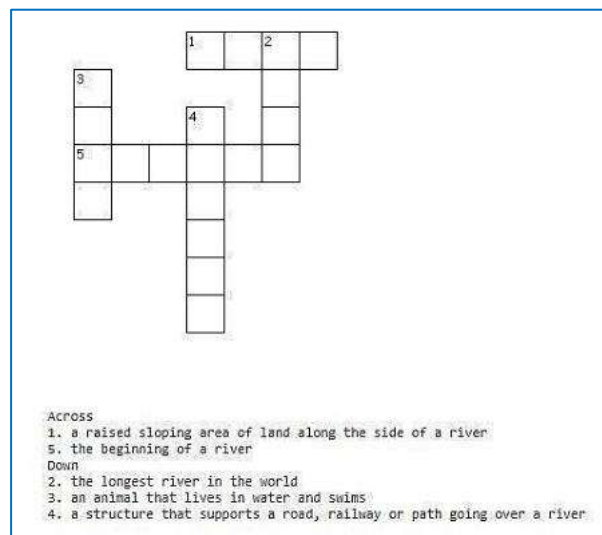 1 2
3
4
5
Across
1. a raised sloping area of land along the side of a river
5. the beginning of a river
Down
2. the longest river in the world
3. an animal that lives in water and swims
4. a structure that supports a road, railway or path going over a river